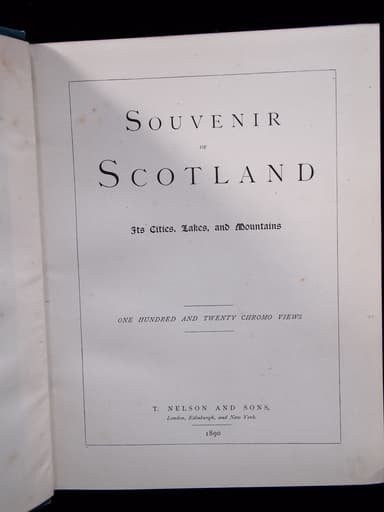 SOUVENIR
OF
SCOTLAND
Its Cities, Lakes, and Mountains
ONE HUNDRED AND TWENTY CHROMO VIEWS
T. NELSON AND SONS,
London, Edinburgh, and New York.
1890